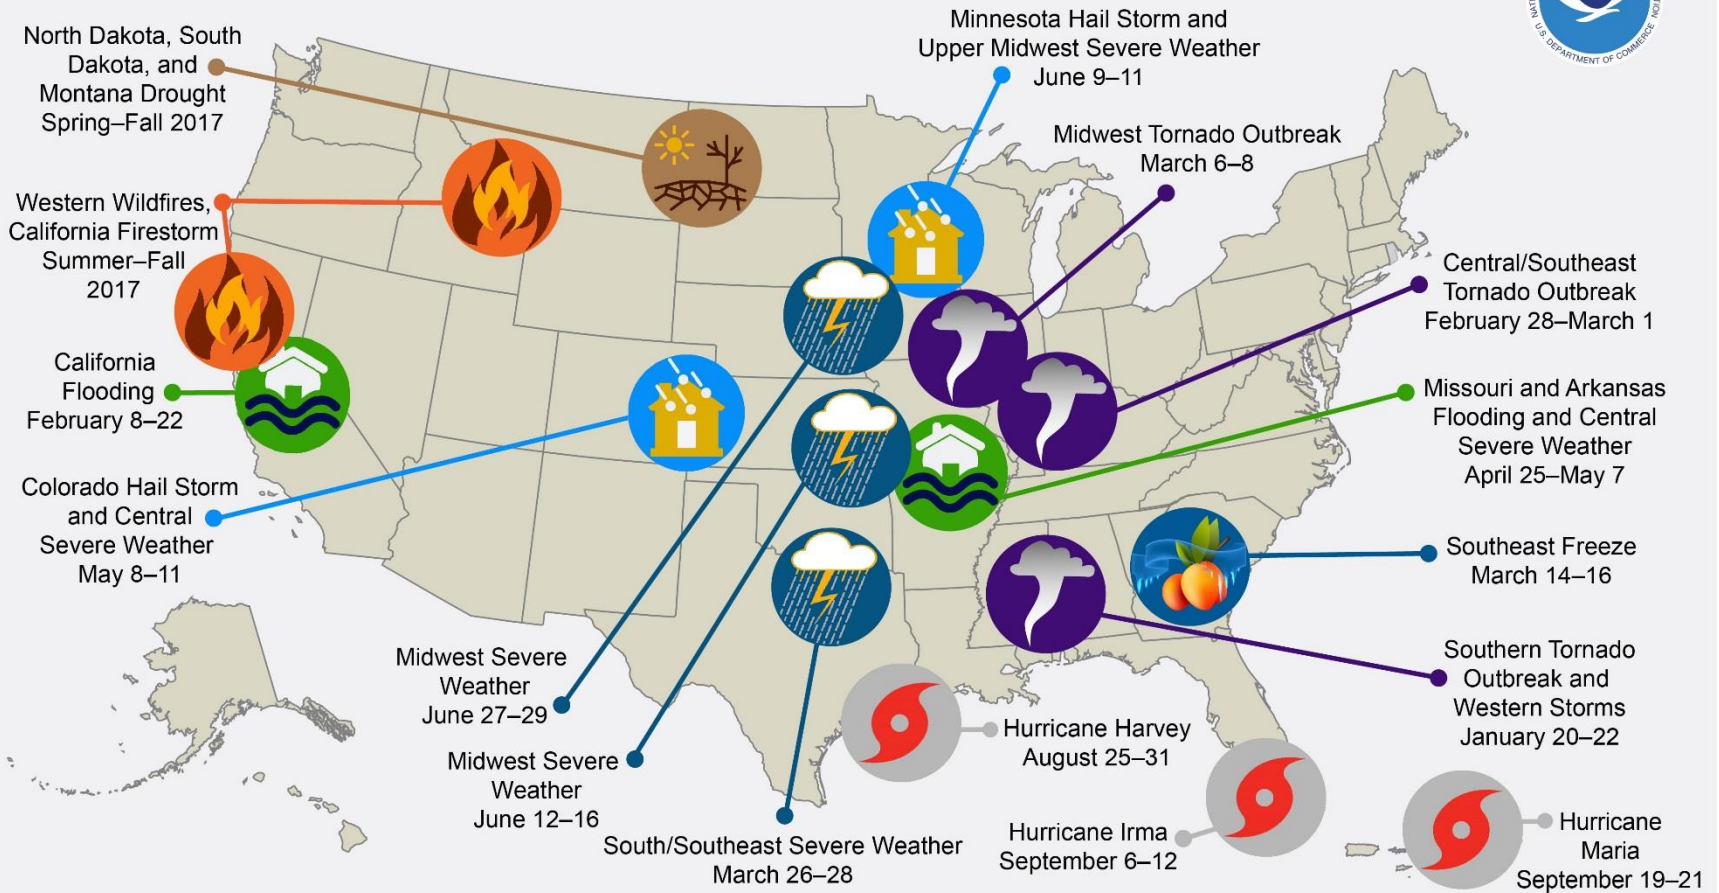 North Dakota, South
Dakota, and
Montana Drought
Spring–Fall 2017
Western Wildfires,
California Firestorm
Summer–Fall
2017
California
Flooding
February 8–22
Colorado Hail Storm
and Central
Severe Weather
May 8–11
Midwest Severe
Weather
June 27–29
Midwest Severe
Weather
June 12–16
South/Southeast Severe Weather
March 26–28
Minnesota Hail Storm and
Upper Midwest Severe Weather
June 9–11
Midwest Tornado Outbreak
March 6–8
Central/Southeast
Tornado Outbreak
February 28–March 1
Missouri and Arkansas
Flooding and Central
Severe Weather
April 25–May 7
Southeast Freeze
March 14–16
Southern Tornado
Outbreak and
Western Storms
January 20–22
Hurricane Harvey
August 25–31
Hurricane Irma
September 6–12
Hurricane
Maria
September 19–21
U.S. DEPARTMENT OF COMMERCE